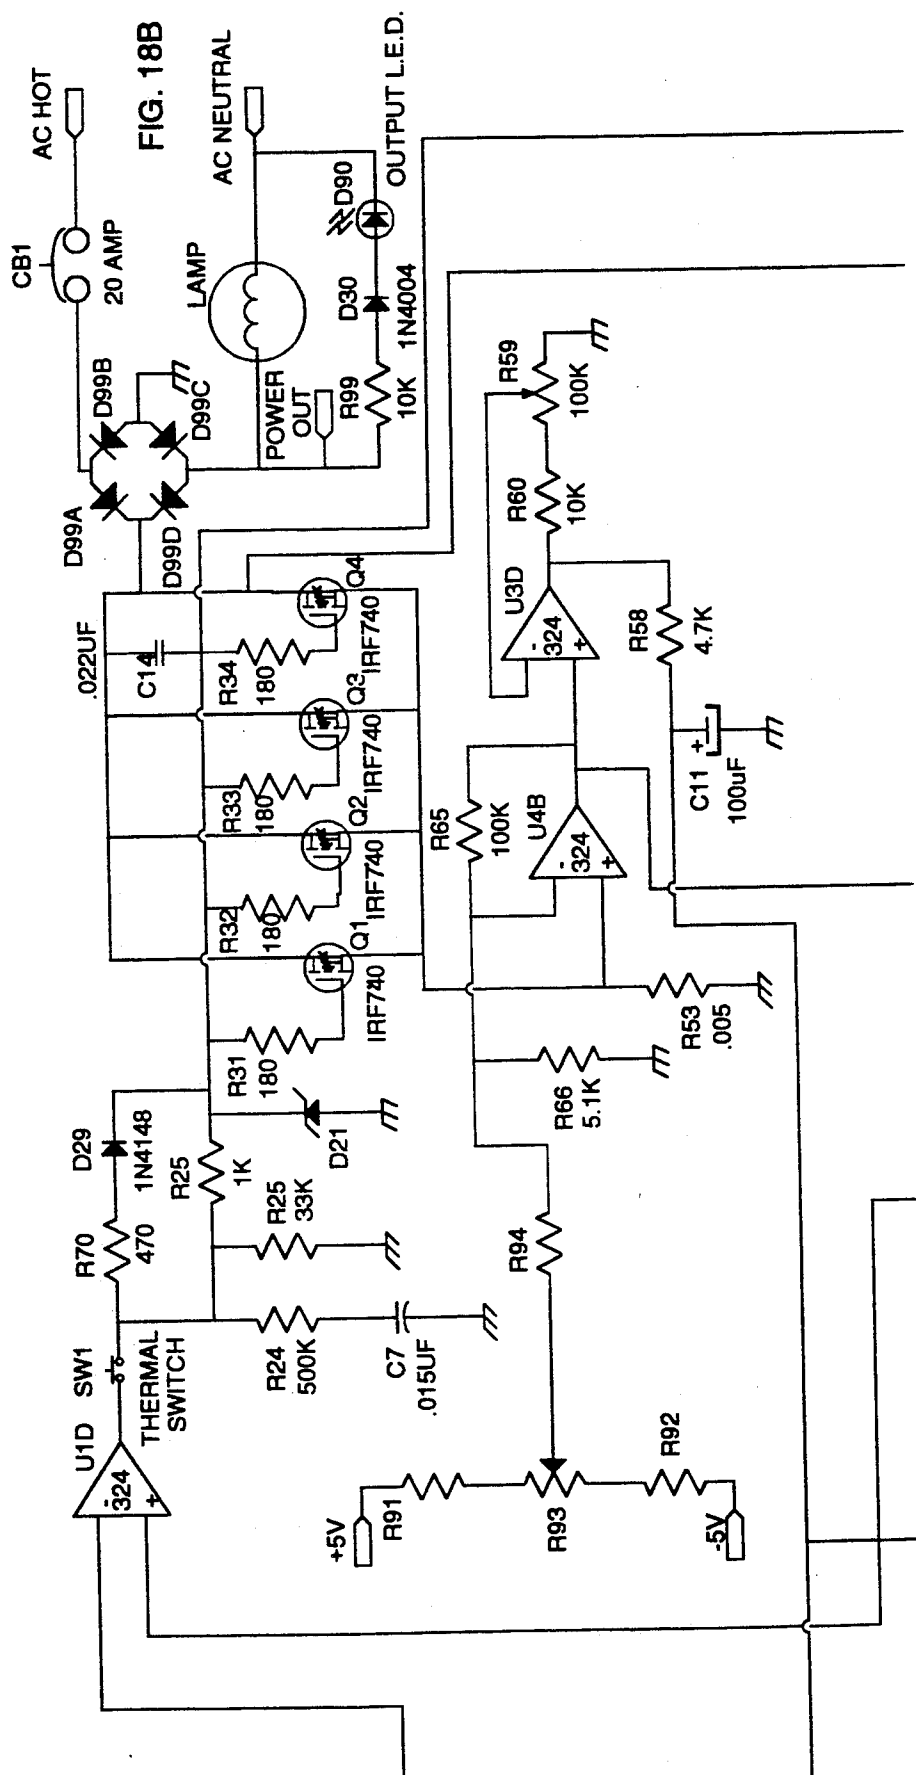 FIG. 18B
AC HOT
CB1
20 AMP
D99B
D99C
D99A
D99D
AC NEUTRAL
LAMP
POWER
OUT
D90
OUTPUT L.E.D.
D30
1N4004
R99
10K
.022UF
C14
R34
180
Q4
IRF740
R33
180
Q3
IRF740
R32
180
Q2
IRF740
R31
180
Q1
IRF740
D29
1N4148
R70
470
R25
1K
D21
R25
33K
R24
500K
C7
.015UF
SW1
THERMAL
SWITCH
U1D
-
324
+
R59
100K
R60
10K
U3D
-
324
+
R58
4.7K
C11
+
100uF
R65
100K
U4B
-
324
+
R53
.005
R66
5.1K
R94
+5V
R91
R93
R92
-5V